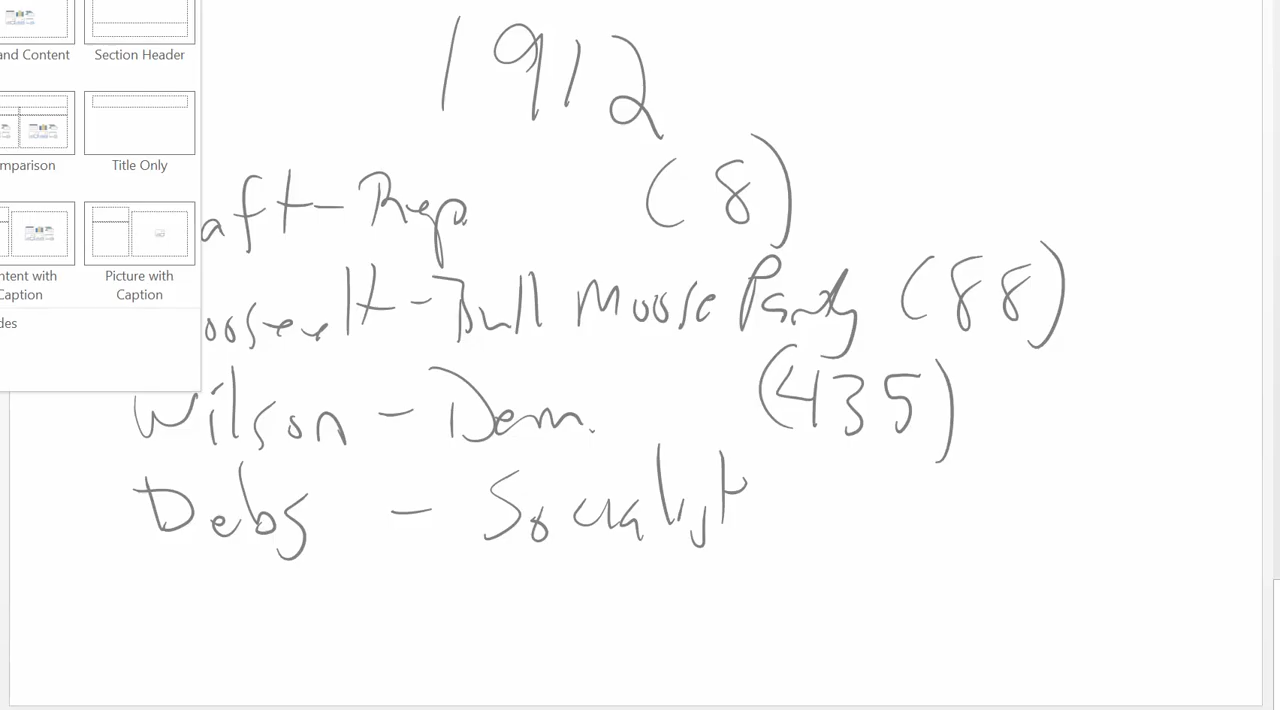 and Content
Section Header
mparison
Title Only
ntent with Caption
Picture with Caption
des
1912
aft - Rep. (8)
oosevelt - Bull Moose Party (88)
Wilson - Dem. (435)
Debs - Socialist